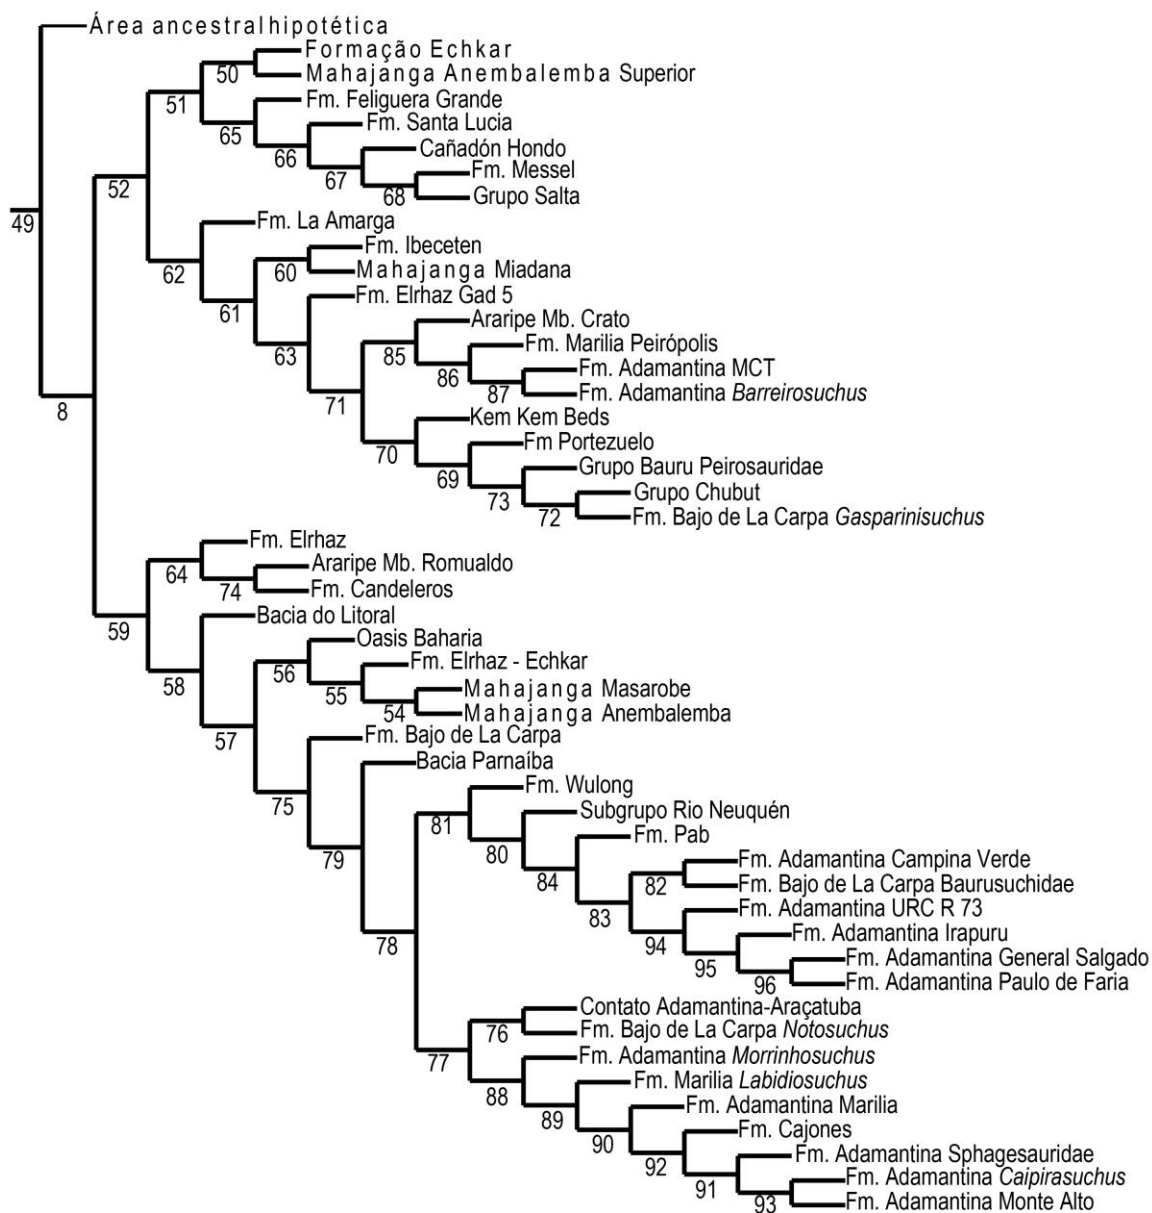 Área ancestral hipotética
Formação Echkar
50
Mahajanga Anembalemba Superior
51
Fm. Feliguera Grande
65
Fm. Santa Lucia
66
Cañadón Hondo
67
Fm. Messel
52
68
Grupo Salta
49
Fm. La Amarga
Fm. Ibeceten
62
60
Mahajanga Miadana
Fm. Elrhaz Gad 5
61
Araripe Mb. Crato
63
85
Fm. Marilia Peirópolis
86
Fm. Adamantina MCT
87
Fm. Adamantina Barreirosuchus
71
8
Kem Kem Beds
70
Fm Portezuelo
69
Grupo Bauru Peirosauridae
73
Grupo Chubut
72
Fm. Bajo de La Carpa Gasparinisuchus
Fm. Elrhaz
64
Araripe Mb. Romualdo
74
Fm. Candeleros
Bacia do Litoral
59
Oasis Baharia
56
Fm. Elrhaz - Echkar
58
55
Mahajanga Masarobe
54
Mahajanga Anembalemba
57
Fm. Bajo de La Carpa
Bacia Parnaíba
Fm. Wulong
75
Subgrupo Rio Neuquén
81
Fm. Pab
80
79
Fm. Adamantina Campina Verde
84
82
Fm. Bajo de La Carpa Baurusuchidae
Fm. Adamantina URC R 73
83
Fm. Adamantina Irapuru
78
94
Fm. Adamantina General Salgado
95
96
Fm. Adamantina Paulo de Faria
Contato Adamantina-Araçatuba
76
Fm. Bajo de La Carpa Notosuchus
77
Fm. Adamantina Morrinhosuchus
88
Fm. Marilia Labidiosuchus
89
Fm. Adamantina Marilia
90
Fm. Cajones
92
Fm. Adamantina Sphagesauridae
91
Fm. Adamantina Caipirasuchus
93
Fm. Adamantina Monte Alto